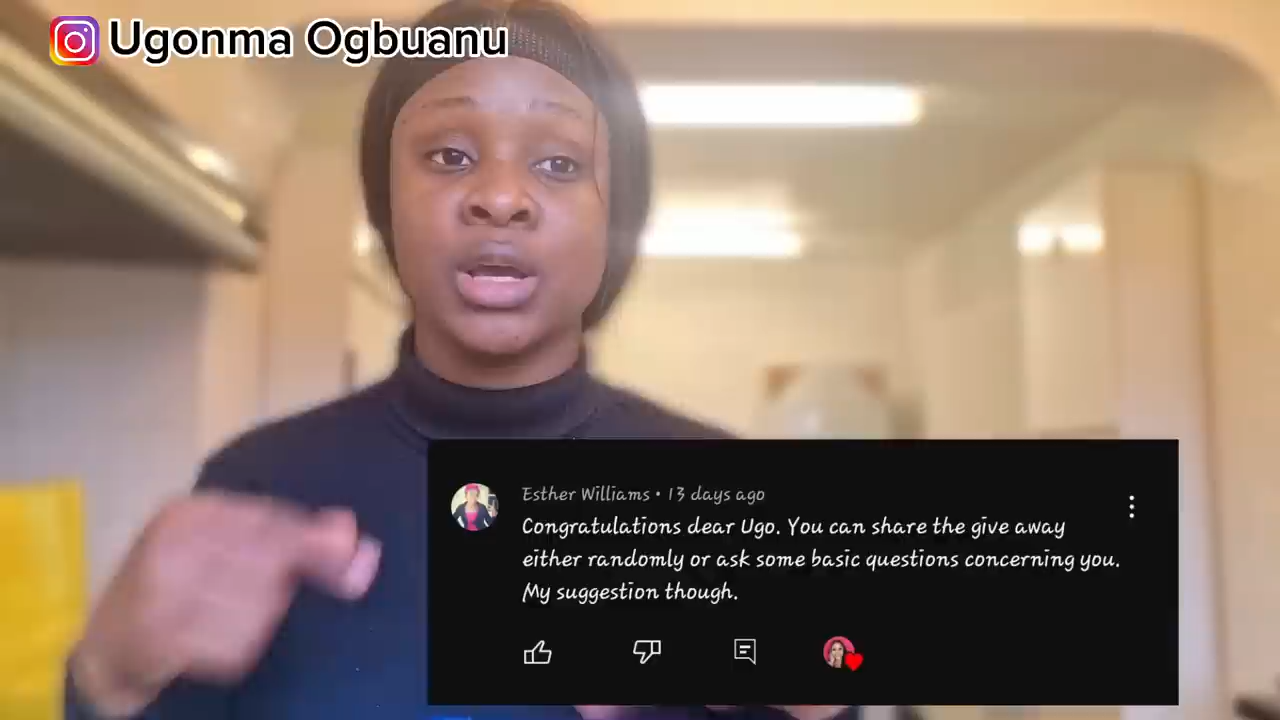 Ugonma Ogbuanu
Esther Williams • 13 days ago
Congratulations dear Ugo. You can share the give away
either randomly or ask some basic questions concerning you.
My suggestion though.